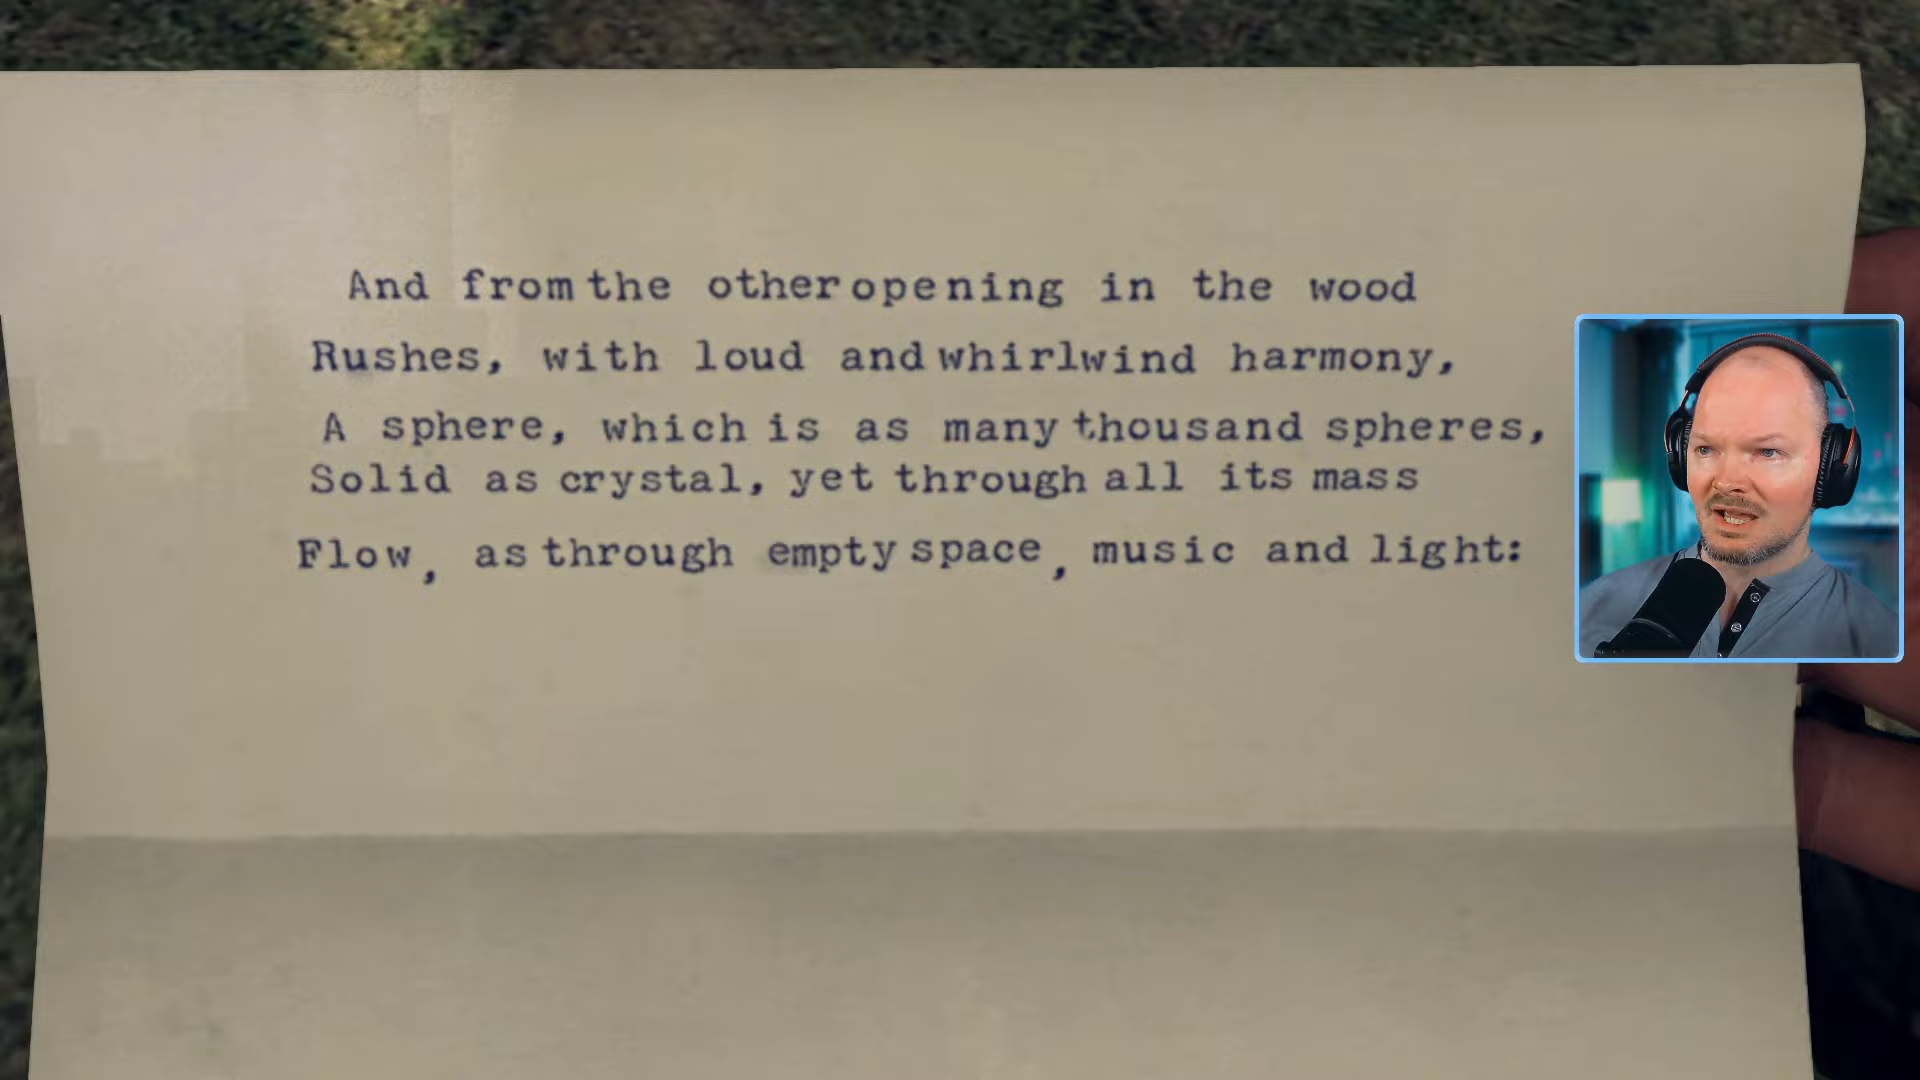 And from the other opening in the wood
Rushes, with loud and whirlwind harmony,
A sphere, which is as many thousand spheres,
Solid as crystal, yet through all its mass
Flow, as through empty space, music and light: